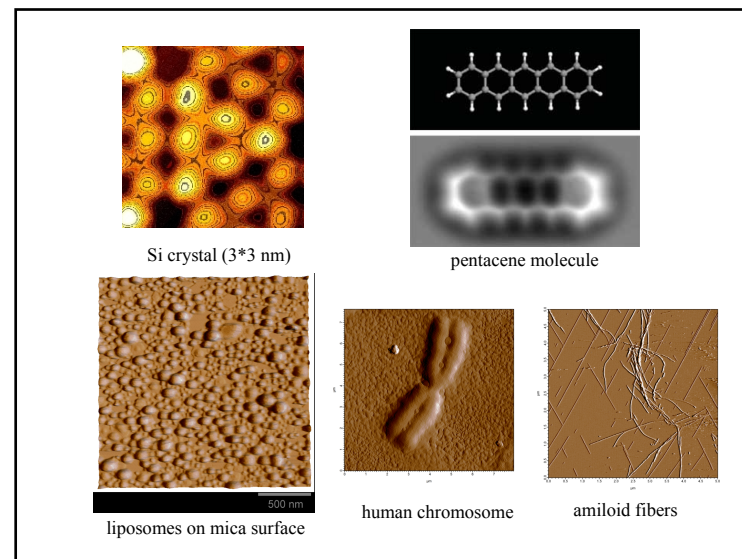 Si crystal (3*3 nm)
pentacene molecule
500 nm
liposomes on mica surface
human chromosome
amiloid fibers